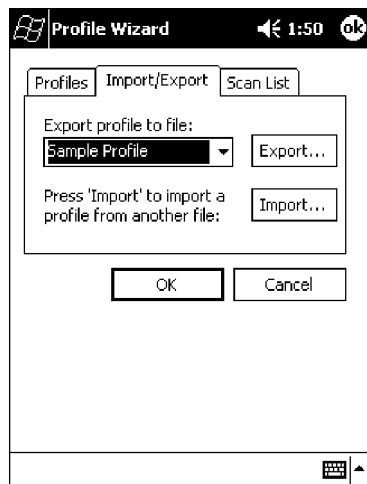 Profile Wizard 1:50 ok
Profiles Import/Export Scan List
Export profile to file:
Sample Profile Export...
Press 'Import' to import a
profile from another file:
Import...
OK Cancel